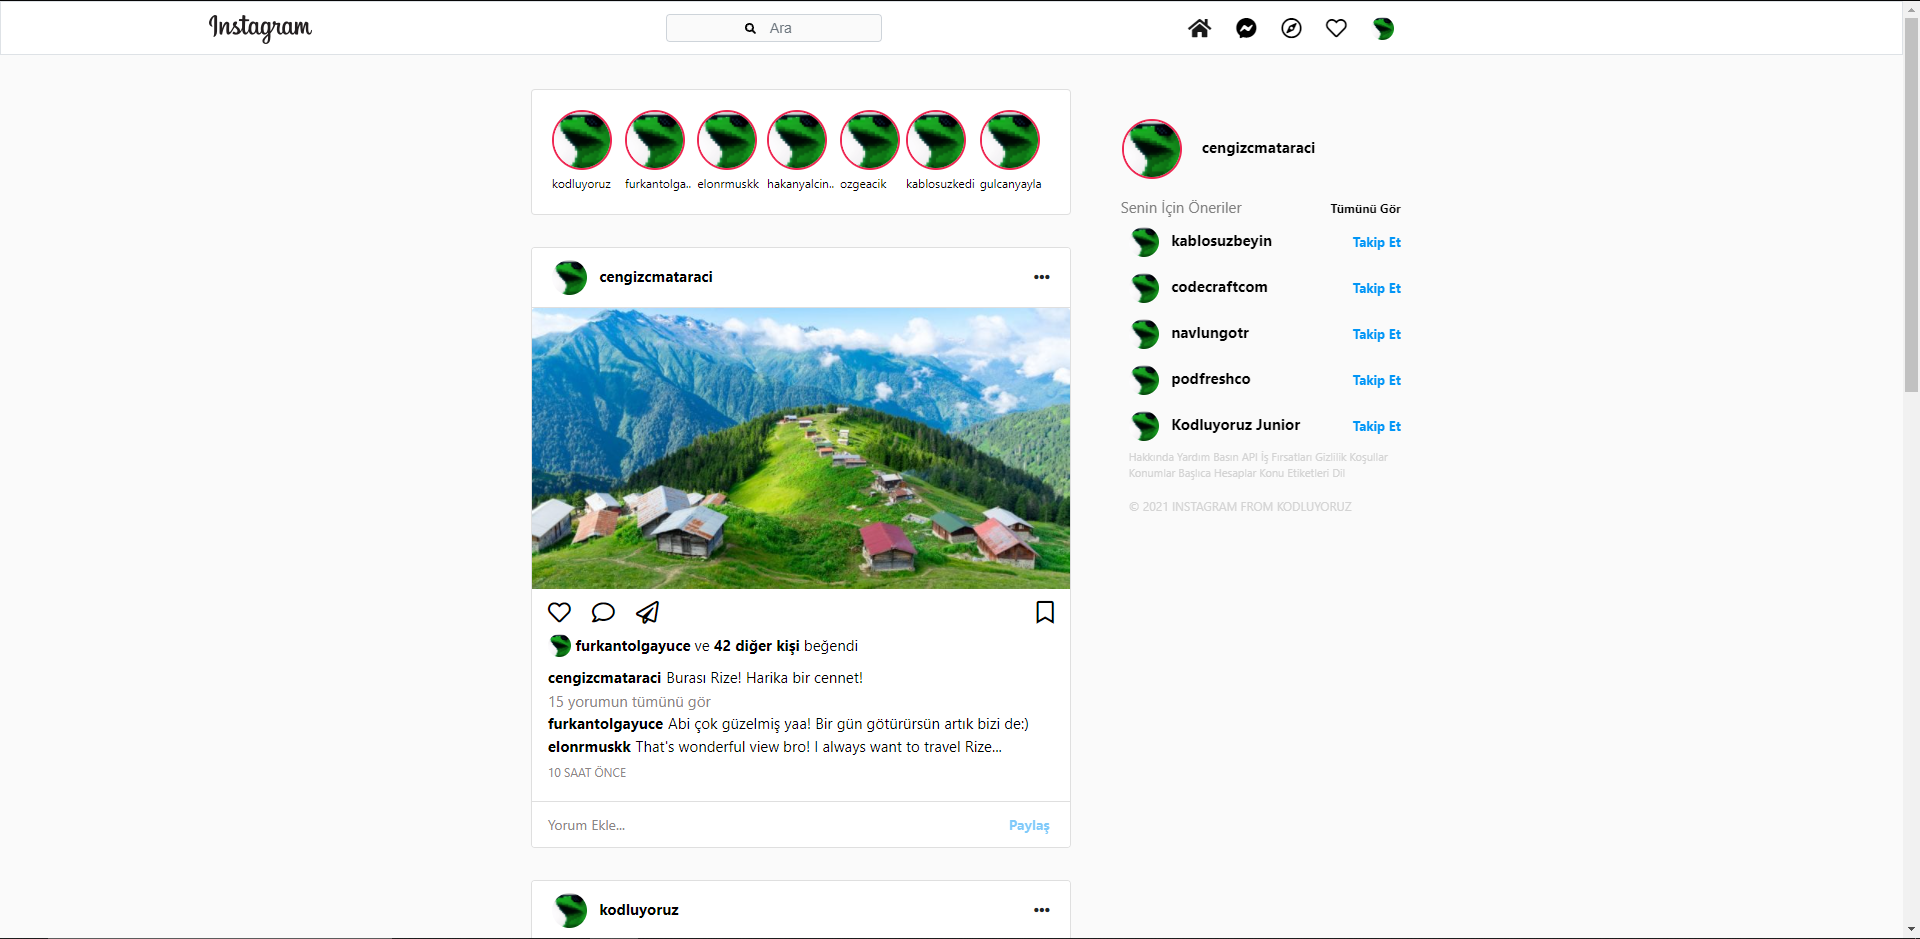 Instagram
Ara
kodluyoruz
furkantolga..
elonrmuskk
hakanyalcin..
ozgeacik
kablosuzkedi
gulcanyayla
cengizcmataraci
•••
furkantolgayuce ve 42 diğer kişi beğendi
cengizcmataraci Burası Rize! Harika bir cennet!
15 yorumun tümünü gör
furkantolgayuce Abi çok güzelmiş yaa! Bir gün götürürsün artık bizi de:)
elonrmuskk That's wonderful view bro! I always want to travel Rize...
10 SAAT ÖNCE
Yorum Ekle...
Paylaş
kodluyoruz
•••
cengizcmataraci
Senin İçin Öneriler
Tümünü Gör
kablosuzbeyin
Takip Et
codecraftcom
Takip Et
navlungotr
Takip Et
podfreshco
Takip Et
Kodluyoruz Junior
Takip Et
Hakkında Yardım Basın API İş Fırsatları Gizlilik Koşullar
Konumlar Başlıca Hesaplar Konu Etiketleri Dil
© 2021 INSTAGRAM FROM KODLUYORUZ